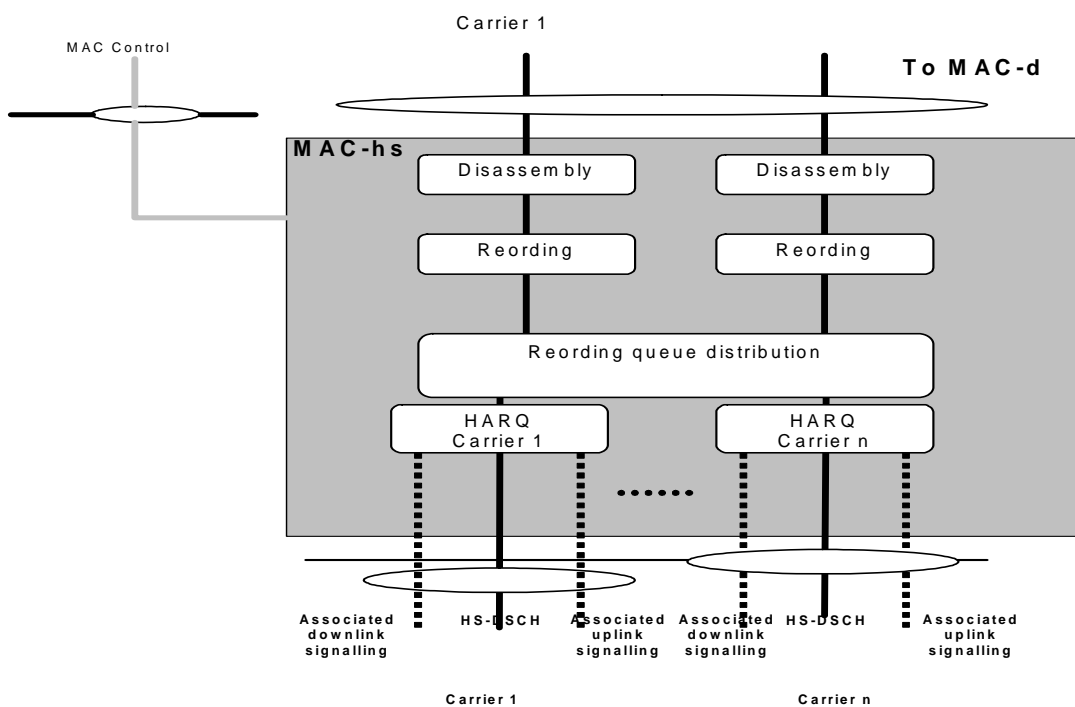 Carrier 1
MAC Control
To MAC-d
MAC-hs
Disassembly
Disassembly
Reording
Reording
Reording queue distribution
HARQ
Carrier 1
HARQ
Carrier n
Associated
downlink
signalling
HS-DSCH
Associated
uplink
signalling
Associated
downlink
signalling
HS-DSCH
Associated
uplink
signalling
Carrier 1
Carrier n